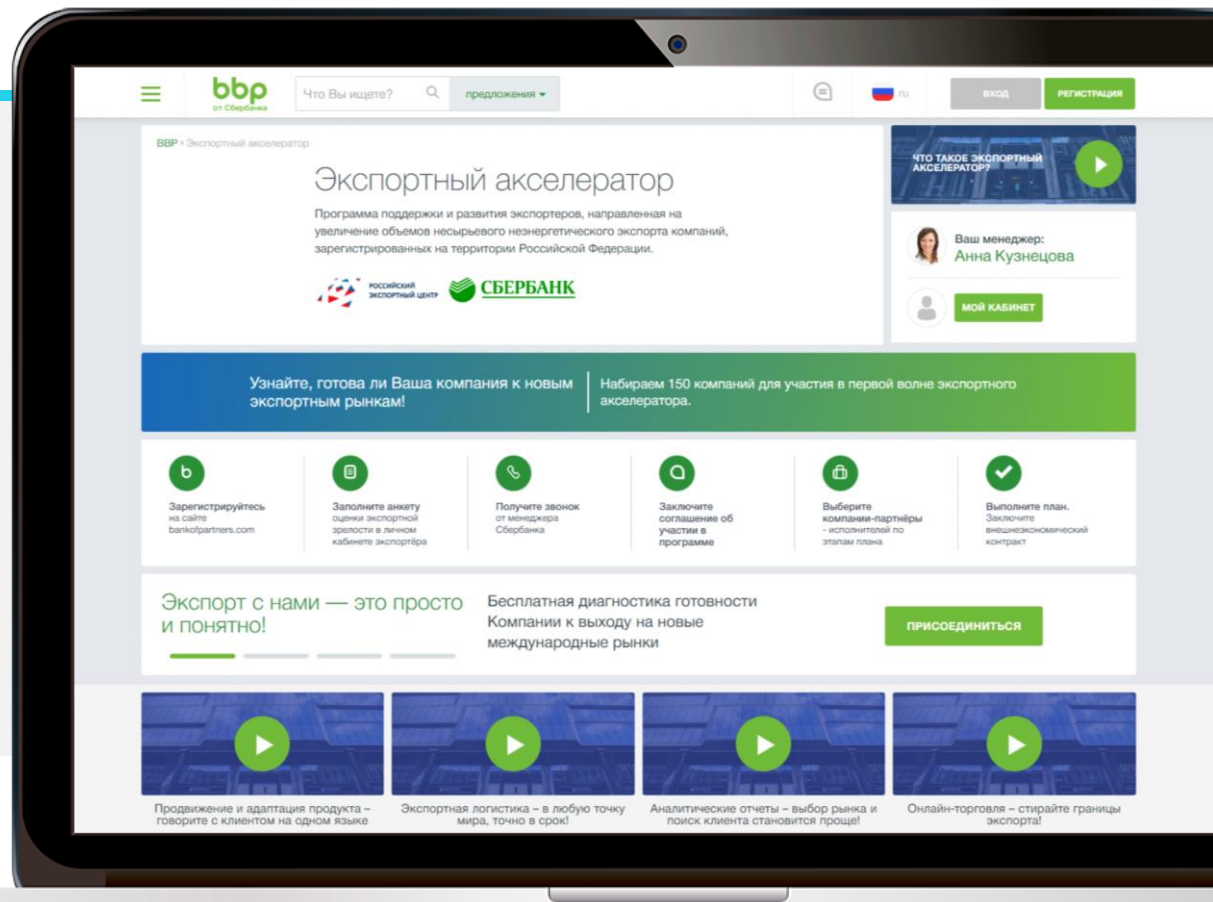 bbp
от Сбербанка
Что Вы ищете?
предложения
ru
ВХОД
РЕГИСТРАЦИЯ
BBP › Экспортный акселератор
Экспортный акселератор
Программа поддержки и развития экспортеров, направленная на
увеличение объемов несырьевого неэнергетического экспорта компаний,
зарегистрированных на территории Российской Федерации.
РОССИЙСКИЙ
ЭКСПОРТНЫЙ ЦЕНТР
СБЕРБАНК
ЧТО ТАКОЕ ЭКСПОРТНЫЙ
АКСЕЛЕРАТОР?
Ваш менеджер:
Анна Кузнецова
МОЙ КАБИНЕТ
Узнайте, готова ли Ваша компания к новым
экспортным рынкам!
Набираем 150 компаний для участия в первой волне экспортного
акселератора.
Зарегистрируйтесь
на сайте
bankofpartners.com
Заполните анкету
оценки экспортной
зрелости в личном
кабинете экспортёра
Получите звонок
от менеджера
Сбербанка
Заключите
соглашение об
участии в
программе
Выберите
компании-партнёры
- исполнителей по
этапам плана
Выполните план.
Заключите
внешнеэкономический
контракт
Экспорт с нами — это просто
и понятно!
Бесплатная диагностика готовности
Компании к выходу на новые
международные рынки
ПРИСОЕДИНИТЬСЯ
Продвижение и адаптация продукта –
говорите с клиентом на одном языке
Экспортная логистика – в любую точку
мира, точно в срок!
Аналитические отчеты – выбор рынка и
поиск клиента становится проще!
Онлайн-торговля – стирайте границы
экспорта!